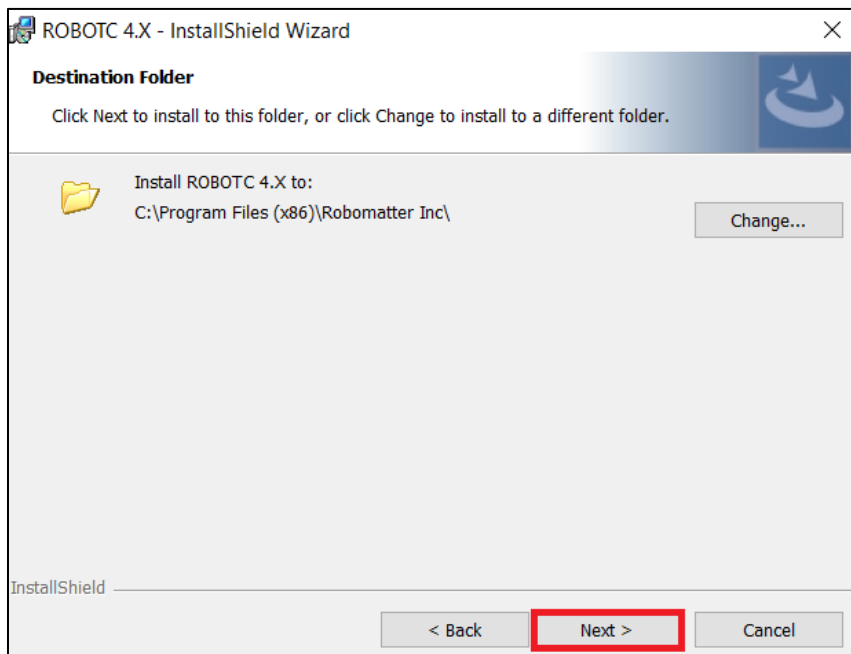 ROBOTC 4.X - InstallShield Wizard
Destination Folder
Click Next to install to this folder, or click Change to install to a different folder.
Install ROBOTC 4.X to:
C:\Program Files (x86)\Robomatter Inc\
Change...
InstallShield
< Back
Next >
Cancel